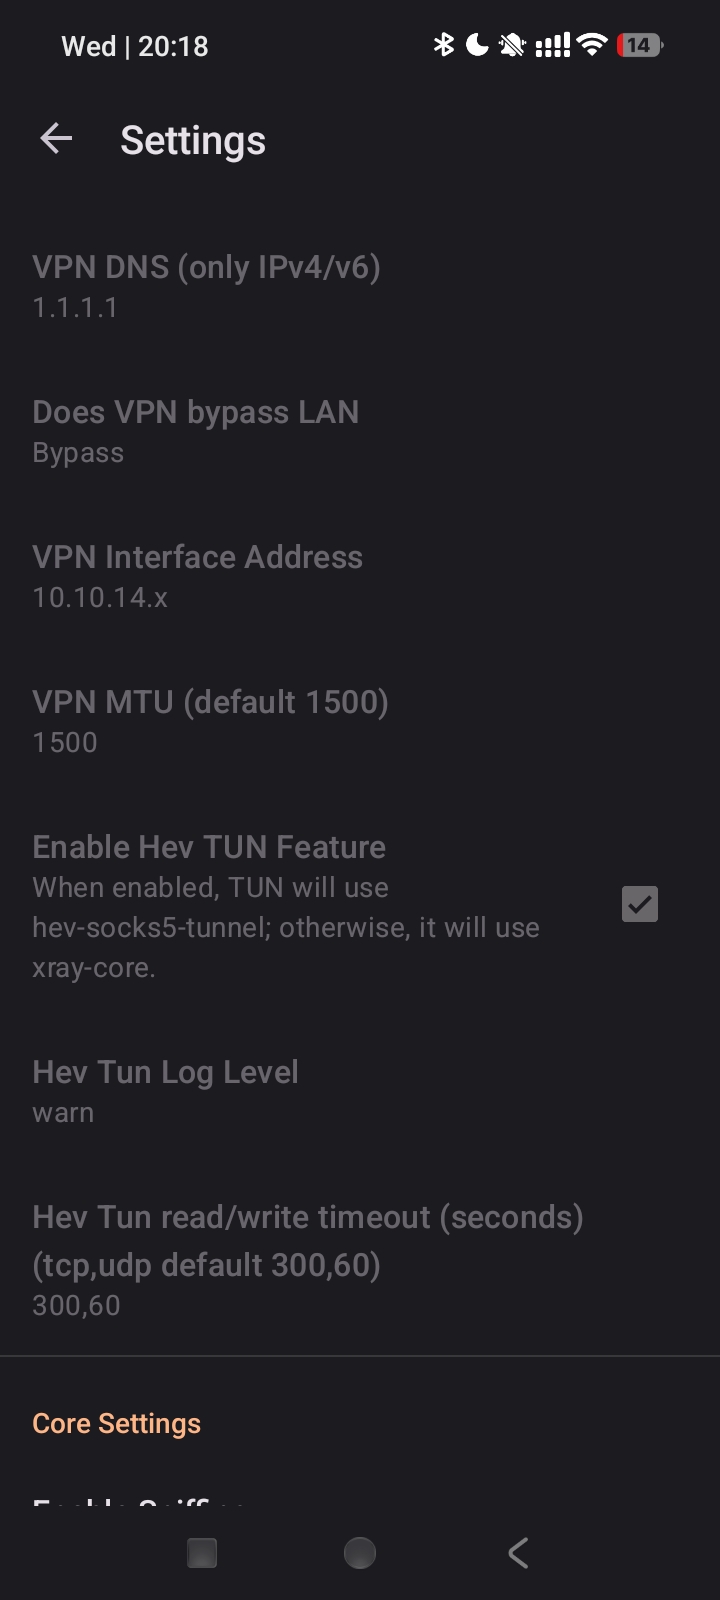 Wed | 20:18
14
Settings
VPN DNS (only IPv4/v6)
1.1.1.1
Does VPN bypass LAN
Bypass
VPN Interface Address
10.10.14.x
VPN MTU (default 1500)
1500
Enable Hev TUN Feature
When enabled, TUN will use
hev-socks5-tunnel; otherwise, it will use
xray-core.
Hev Tun Log Level
warn
Hev Tun read/write timeout (seconds)
(tcp,udp default 300,60)
300,60
Core Settings